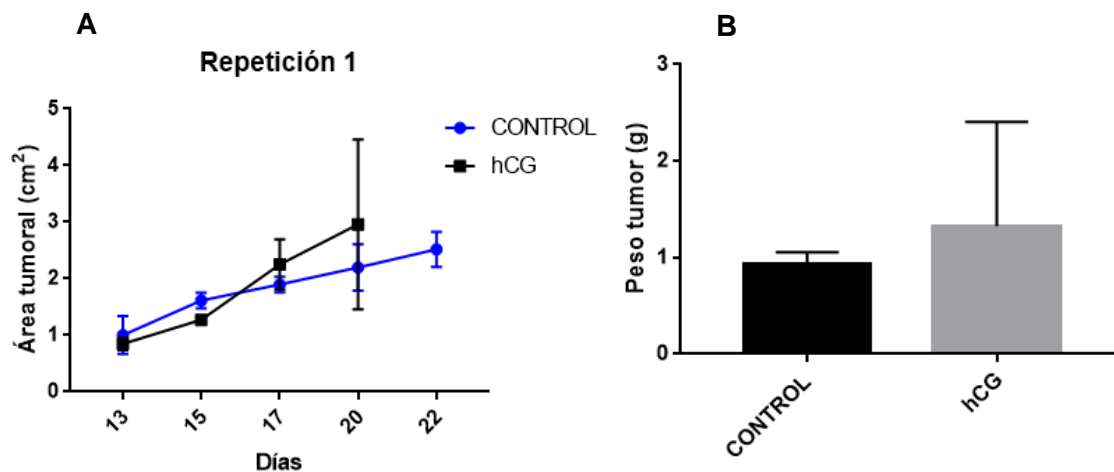 A
Repetición 1
Área tumoral (cm²)
5
4
3
2
1
0
13
15
17
20
22
Días
CONTROL
hCG
B
Peso tumor (g)
3
2
1
0
CONTROL
hCG